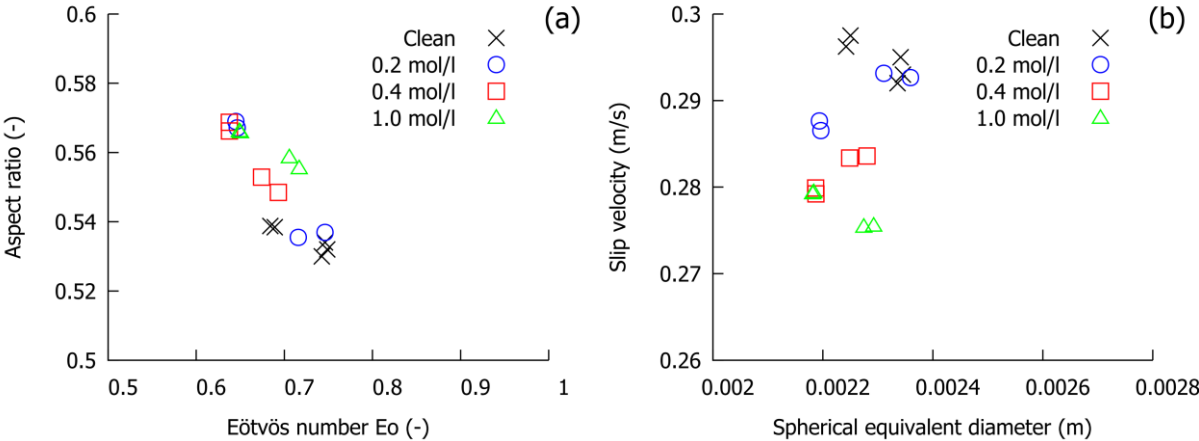 (a)
Clean
0.2 mol/l
0.4 mol/l
1.0 mol/l
0.6
0.58
0.56
0.54
0.52
0.5
Aspect ratio (-)
0.5 0.6 0.7 0.8 0.9 1
Eötvös number Eo (-)
(b)
Clean
0.2 mol/l
0.4 mol/l
1.0 mol/l
0.3
0.29
0.28
0.27
0.26
Slip velocity (m/s)
0.002 0.0022 0.0024 0.0026 0.0028
Spherical equivalent diameter (m)